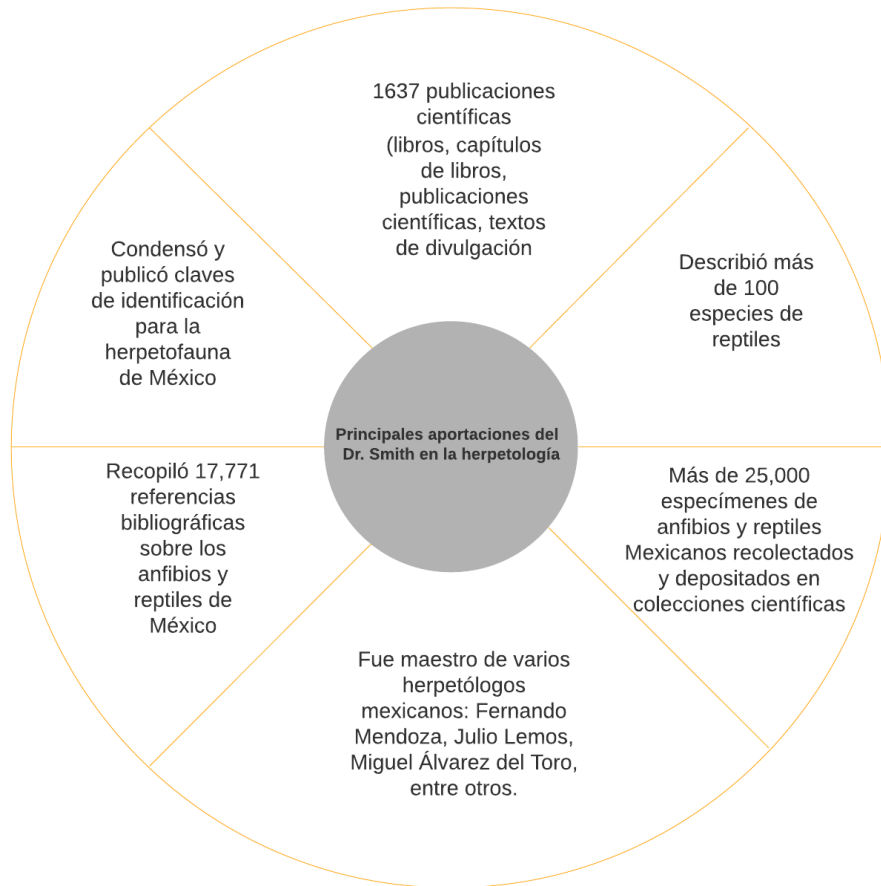 1637 publicaciones
científicas
(libros, capítulos
de libros,
publicaciones
científicas, textos
de divulgación
Describió más
de 100
especies de
reptiles
Más de 25,000
especímenes de
anfibios y reptiles
Mexicanos recolectados
y depositados en
colecciones científicas
Fue maestro de varios
herpetólogos
mexicanos: Fernando
Mendoza, Julio Lemos,
Miguel Álvarez del Toro,
entre otros.
Recopiló 17,771
referencias
bibliográficas
sobre los
anfibios y
reptiles de
México
Condensó y
publicó claves
de identificación
para la
herpetofauna
de México
Principales aportaciones del
Dr. Smith en la herpetología